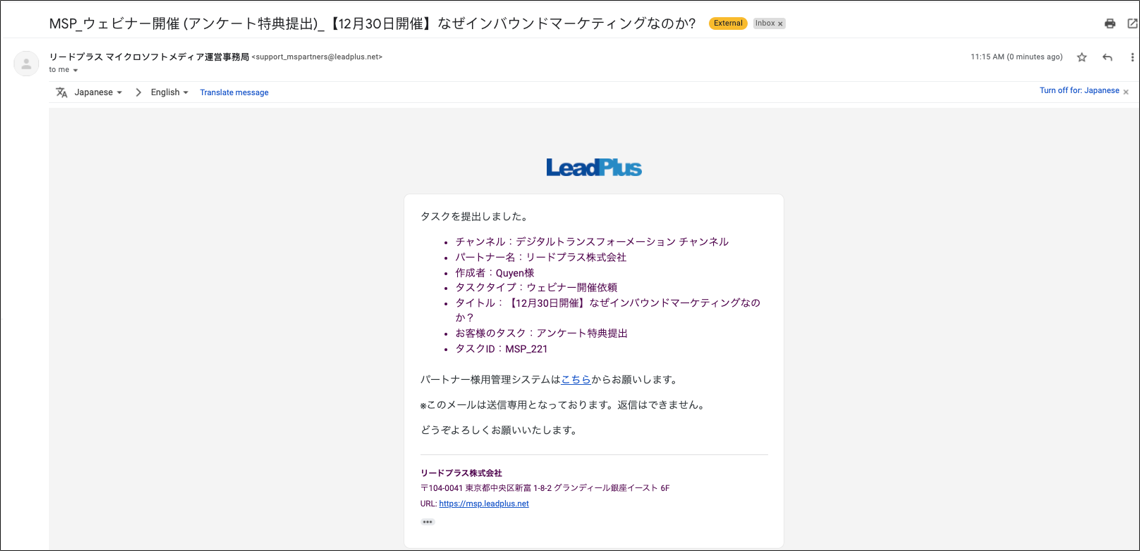 MSP_ウェビナー開催 (アンケート特典提出)_【12月30日開催】なぜインバウンドマーケティングなのか?
External
Inbox ×
リードプラス マイクロソフトメディア運営事務局 <support_mspartners@leadplus.net>
11:15 AM (0 minutes ago)
to me
Japanese
English
Translate message
Turn off for: Japanese ×
LeadPlus
タスクを提出しました。
• チャンネル：デジタルトランスフォーメーション チャンネル
• パートナー名：リードプラス株式会社
• 作成者：Quyen様
• タスクタイプ：ウェビナー開催依頼
• タイトル：【12月30日開催】なぜインバウンドマーケティングなの
か？
• お客様のタスク：アンケート特典提出
• タスクID：MSP_221
パートナー様用管理システムはこちらからお願いします。
※このメールは送信専用となっております。返信はできません。
どうぞよろしくお願いいたします。
リードプラス株式会社
〒104-0041 東京都中央区新富 1-8-2 グランディール銀座イースト 6F
URL: https://msp.leadplus.net